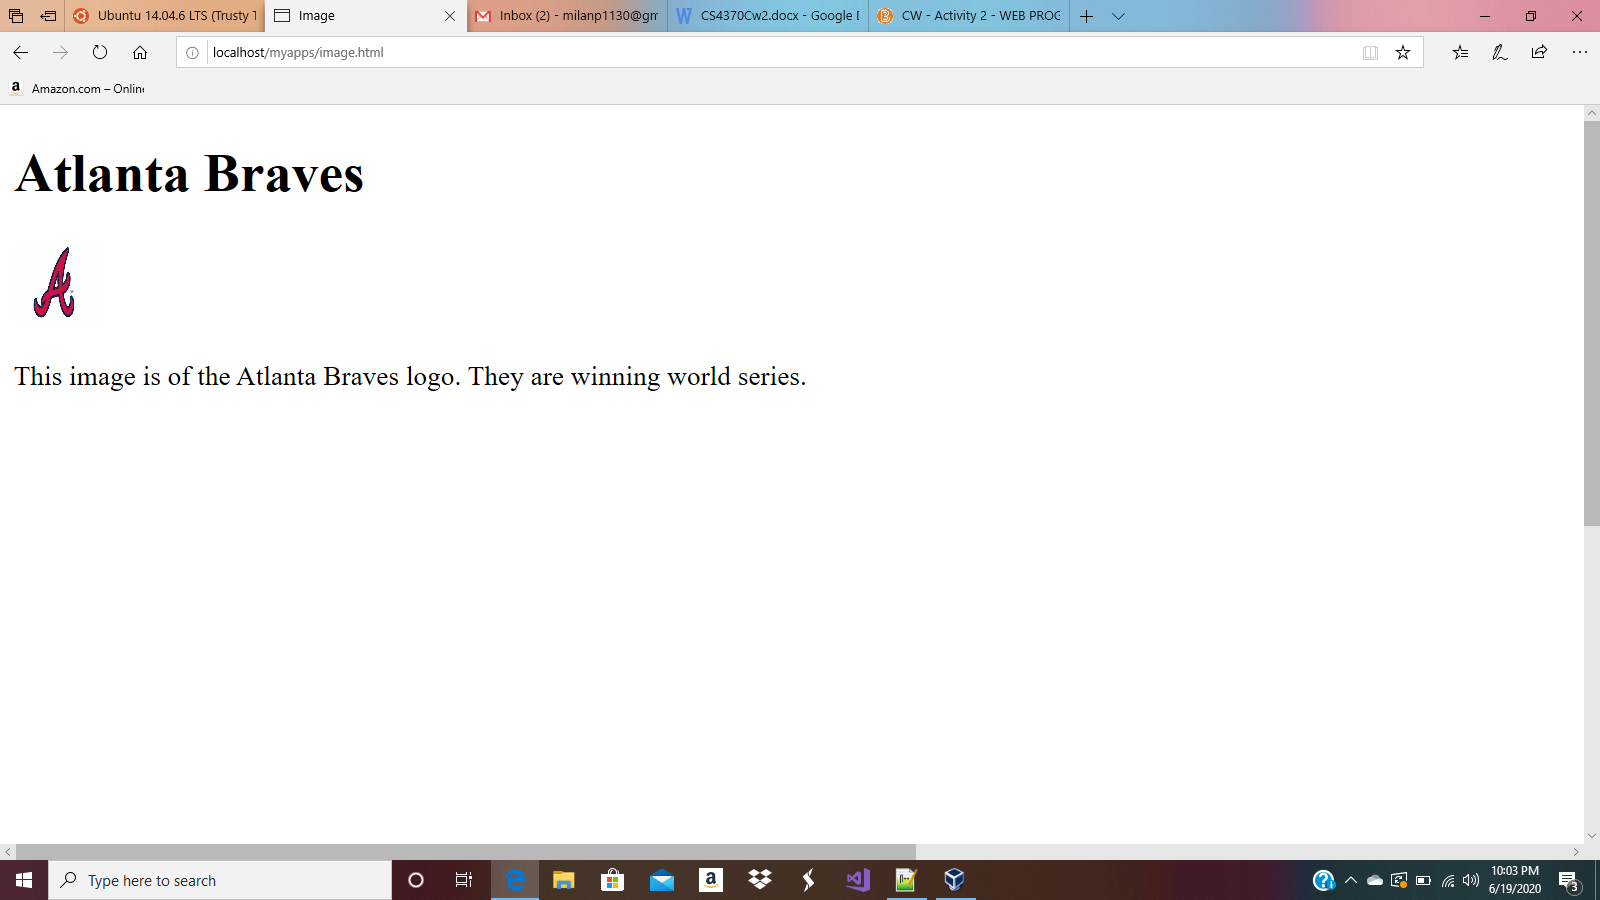 Ubuntu 14.04.6 LTS (Trusty T
Image
Inbox (2) - milanp1130@gm
CS4370Cw2.docx - Google D
CW - Activity 2 - WEB PROG
localhost/myapps/image.html
Amazon.com – Online
Atlanta Braves
This image is of the Atlanta Braves logo. They are winning world series.
Type here to search
10:03 PM
6/19/2020
3